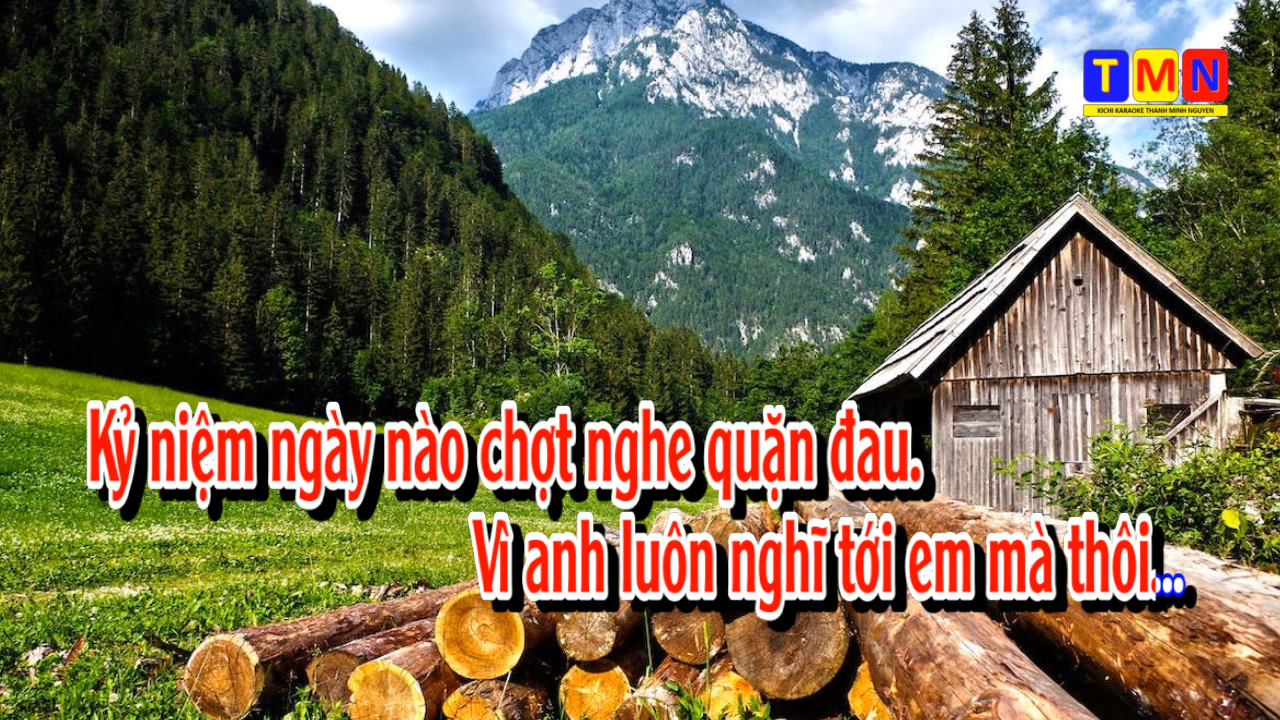 TMN
KICHI KARAOKE THANH MINH NGUYEN
Kỷ niệm ngày nào chợt nghe quặn đau.
Vì anh luôn nghĩ tới em mà thôi...